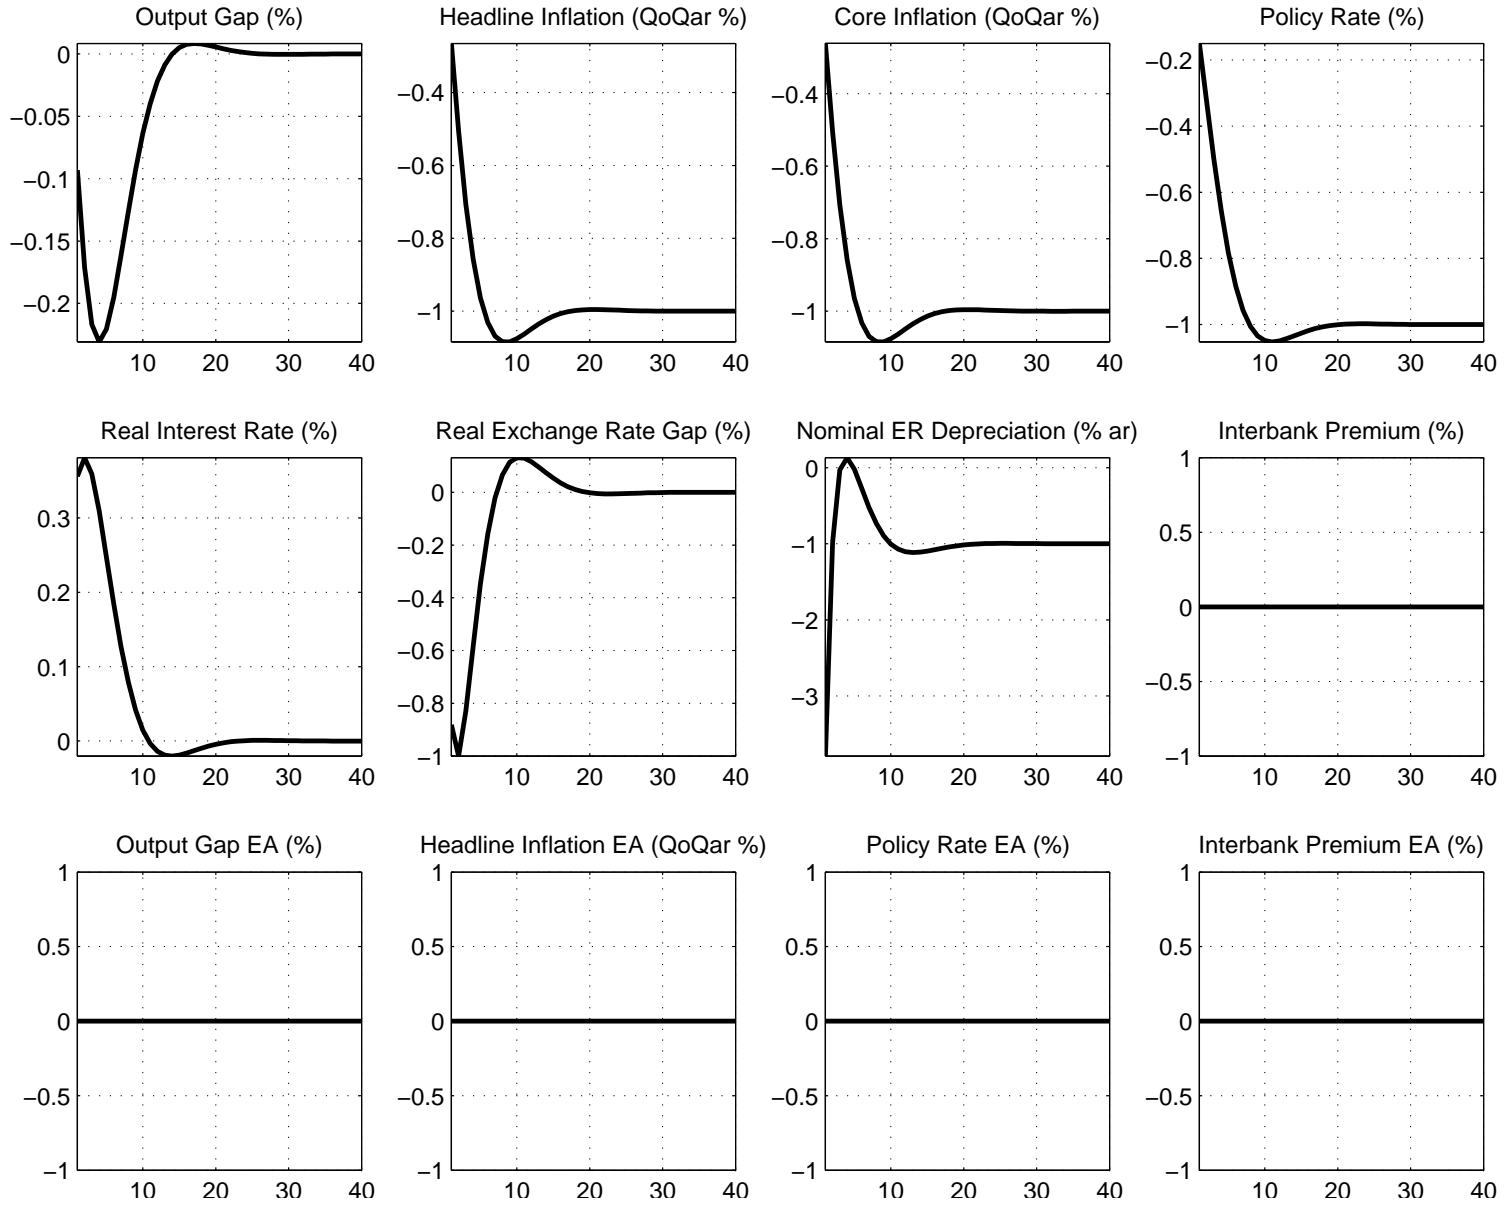 Output Gap (%)
Headline Inflation (QoQar %)
Core Inflation (QoQar %)
Policy Rate (%)
0
−0.05
−0.1
−0.15
−0.2
10 20 30 40
−0.4
−0.6
−0.8
−1
10 20 30 40
−0.4
−0.6
−0.8
−1
10 20 30 40
−0.2
−0.4
−0.6
−0.8
−1
10 20 30 40
Real Interest Rate (%)
Real Exchange Rate Gap (%)
Nominal ER Depreciation (% ar)
Interbank Premium (%)
0.3
0.2
0.1
0
10 20 30 40
0
−0.2
−0.4
−0.6
−0.8
−1
10 20 30 40
0
−1
−2
−3
10 20 30 40
1
0.5
0
−0.5
−1
10 20 30 40
Output Gap EA (%)
Headline Inflation EA (QoQar %)
Policy Rate EA (%)
Interbank Premium EA (%)
1
0.5
0
−0.5
−1
10 20 30 40
1
0.5
0
−0.5
−1
10 20 30 40
1
0.5
0
−0.5
−1
10 20 30 40
1
0.5
0
−0.5
−1
10 20 30 40